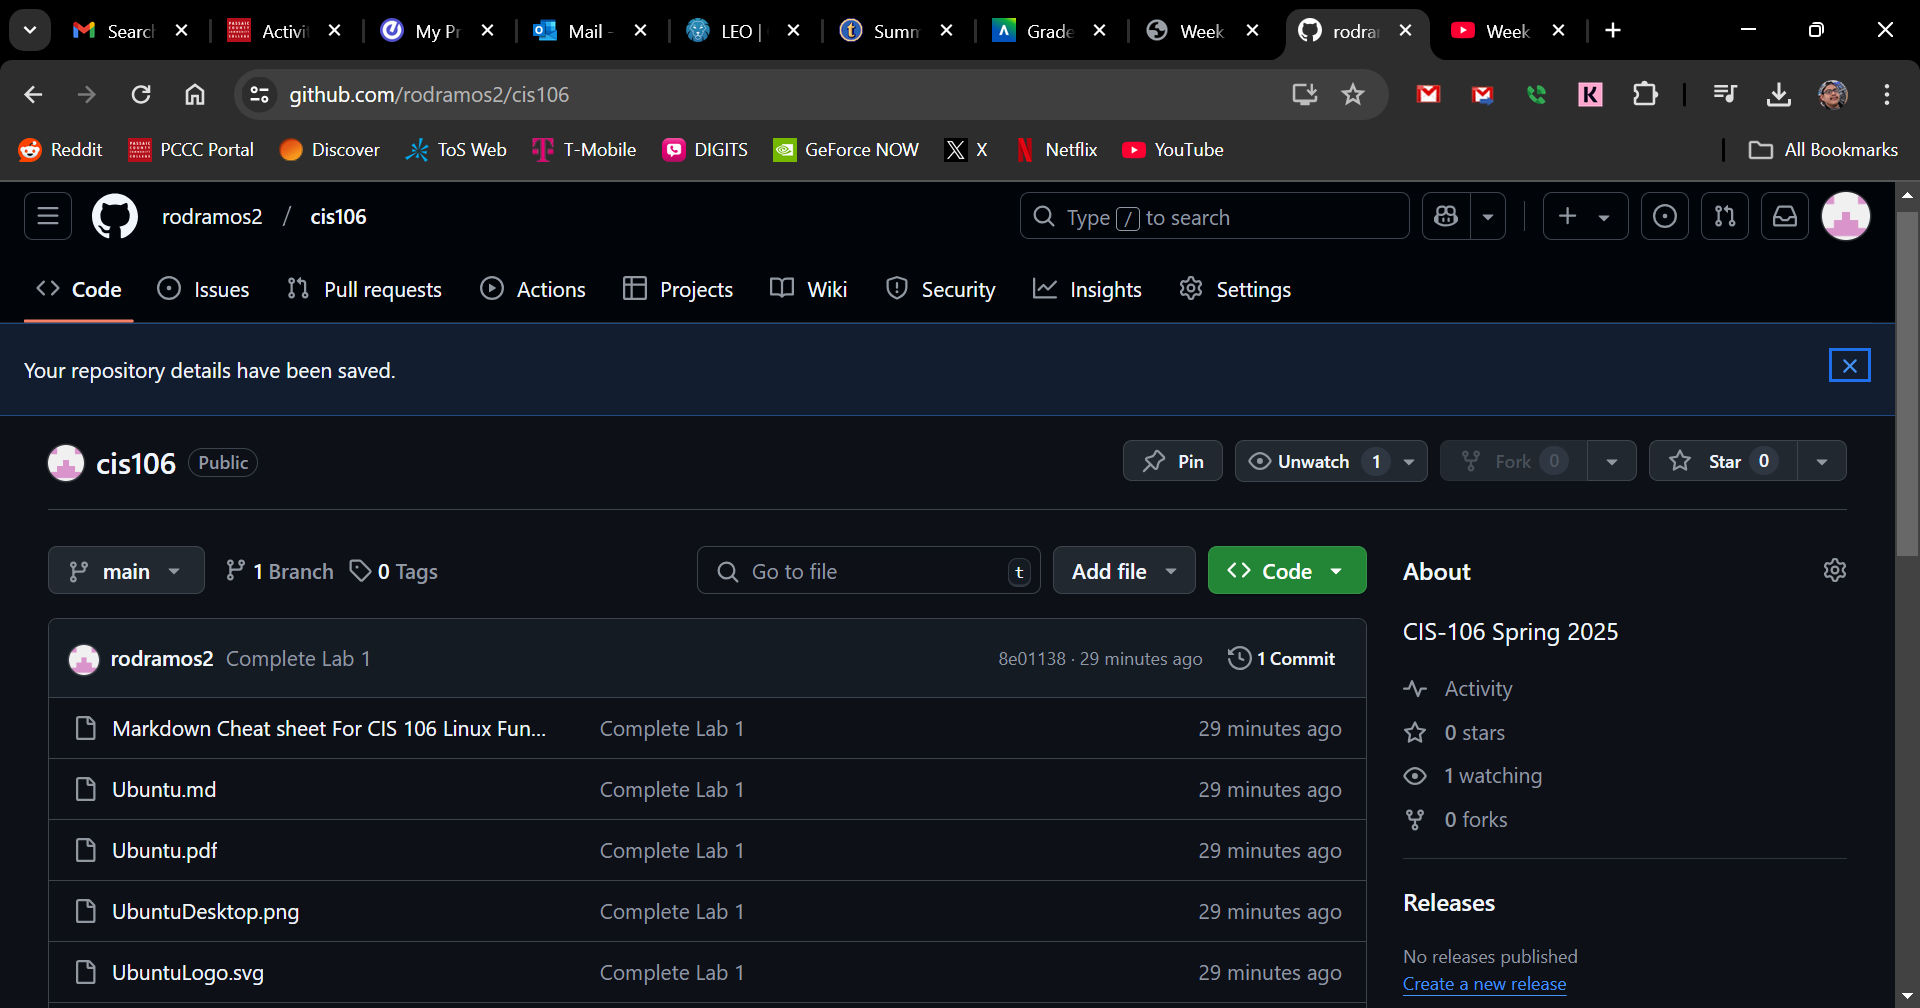 Search
Activi
My Pr
Mail -
LEO |
Summ
Grade
Week
rodrar
Week
github.com/rodramos2/cis106
K
Reddit
PCCC Portal
Discover
ToS Web
T-Mobile
DIGITS
GeForce NOW
X
Netflix
YouTube
All Bookmarks
rodramos2 / cis106
Type / to search
Code
Issues
Pull requests
Actions
Projects
Wiki
Security
Insights
Settings
Your repository details have been saved.
cis106
Public
Pin
Unwatch 1
Fork 0
Star 0
main
1 Branch
0 Tags
Go to file
t
Add file
Code
About
CIS-106 Spring 2025
rodramos2 Complete Lab 1
8e01138 · 29 minutes ago
1 Commit
Markdown Cheat sheet For CIS 106 Linux Fun... Complete Lab 1 29 minutes ago
Ubuntu.md Complete Lab 1 29 minutes ago
Ubuntu.pdf Complete Lab 1 29 minutes ago
UbuntuDesktop.png Complete Lab 1 29 minutes ago
UbuntuLogo.svg Complete Lab 1 29 minutes ago
Activity
0 stars
1 watching
0 forks
Releases
No releases published
Create a new release